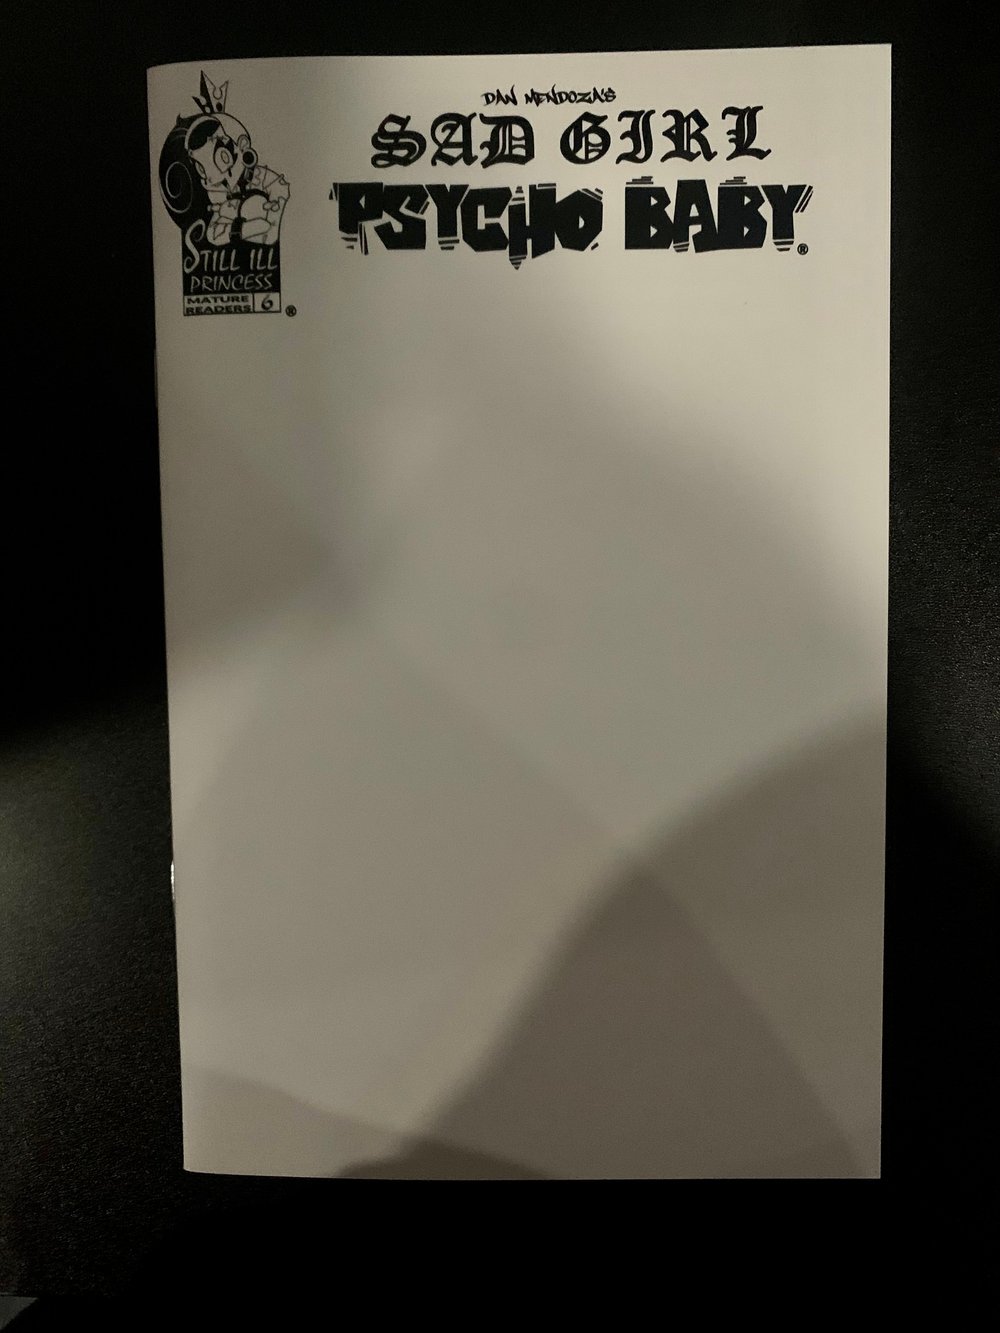 DAN MENDOZA'S
SAD GIRL
PSYCHO BABY®
STILL ILL
PRINCESS
MATURE
READERS 6 ®